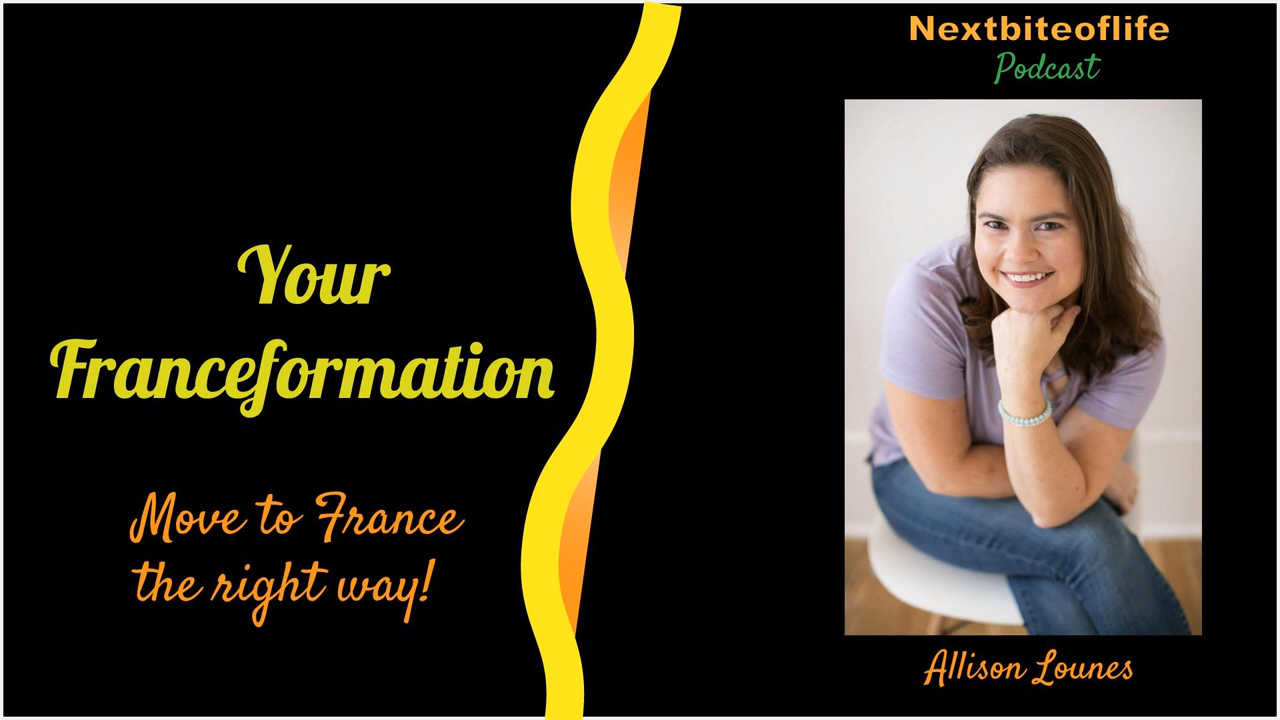 Your
Franceformation
Move to France
the right way!
Nextbiteoflife
Podcast
Allison Lounes